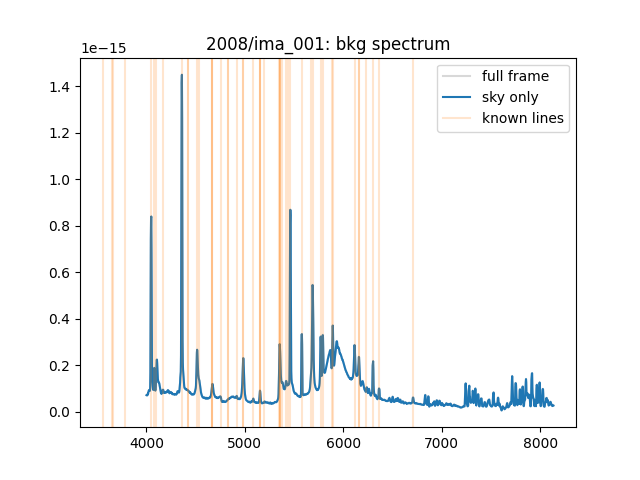 2008/ima_001: bkg spectrum
1e−15
full frame
sky only
known lines
1.4
1.2
1.0
0.8
0.6
0.4
0.2
0.0
4000 5000 6000 7000 8000